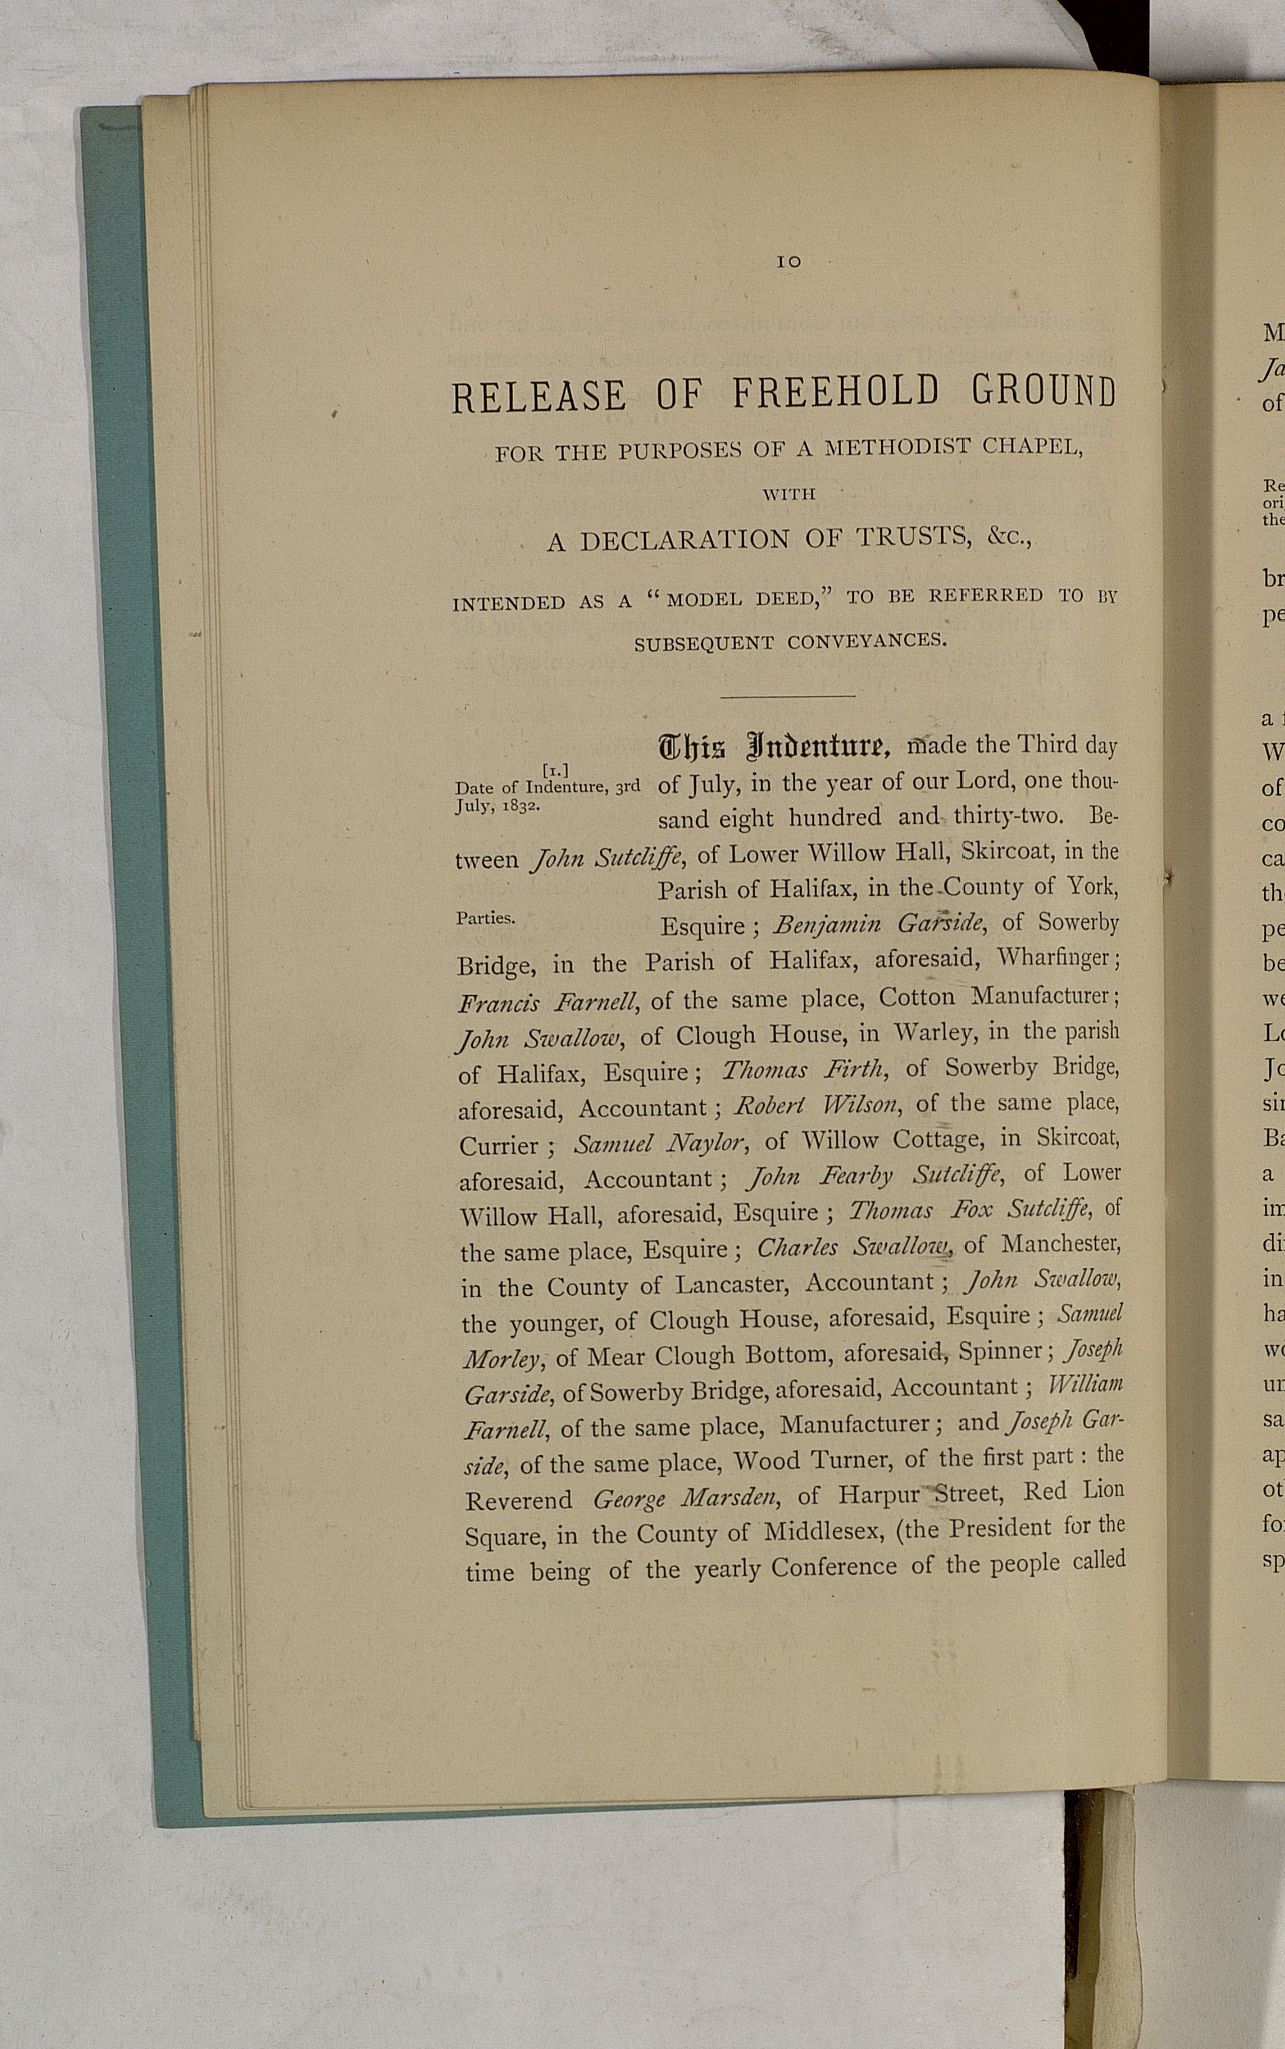 10
RELEASE OF FREEHOLD GROUND
FOR THE PURPOSES OF A METHODIST CHAPEL,
WITH
A DECLARATION OF TRUSTS, &c.,
INTENDED AS A "MODEL DEED," TO BE REFERRED TO BY
SUBSEQUENT CONVEYANCES.
This Indenture, made the Third day
[1.]
Date of Indenture, 3rd
July, 1832.
of July, in the year of our Lord, one thou-
sand eight hundred and thirty-two. Be-
tween John Sutcliffe, of Lower Willow Hall, Skircoat, in the
Parish of Halifax, in the County of York,
Parties.
Esquire; Benjamin Garside, of Sowerby
Bridge, in the Parish of Halifax, aforesaid, Wharfinger;
Francis Farnell, of the same place, Cotton Manufacturer;
John Swallow, of Clough House, in Warley, in the parish
of Halifax, Esquire; Thomas Firth, of Sowerby Bridge,
aforesaid, Accountant; Robert Wilson, of the same place,
Currier; Samuel Naylor, of Willow Cottage, in Skircoat,
aforesaid, Accountant; John Fearby Sutcliffe, of Lower
Willow Hall, aforesaid, Esquire; Thomas Fox Sutcliffe, of
the same place, Esquire; Charles Swallow, of Manchester,
in the County of Lancaster, Accountant; John Swallow,
the younger, of Clough House, aforesaid, Esquire; Samuel
Morley, of Mear Clough Bottom, aforesaid, Spinner; Joseph
Garside, of Sowerby Bridge, aforesaid, Accountant; William
Farnell, of the same place, Manufacturer; and Joseph Gar-
side, of the same place, Wood Turner, of the first part: the
Reverend George Marsden, of Harpur Street, Red Lion
Square, in the County of Middlesex, (the President for the
time being of the yearly Conference of the people called